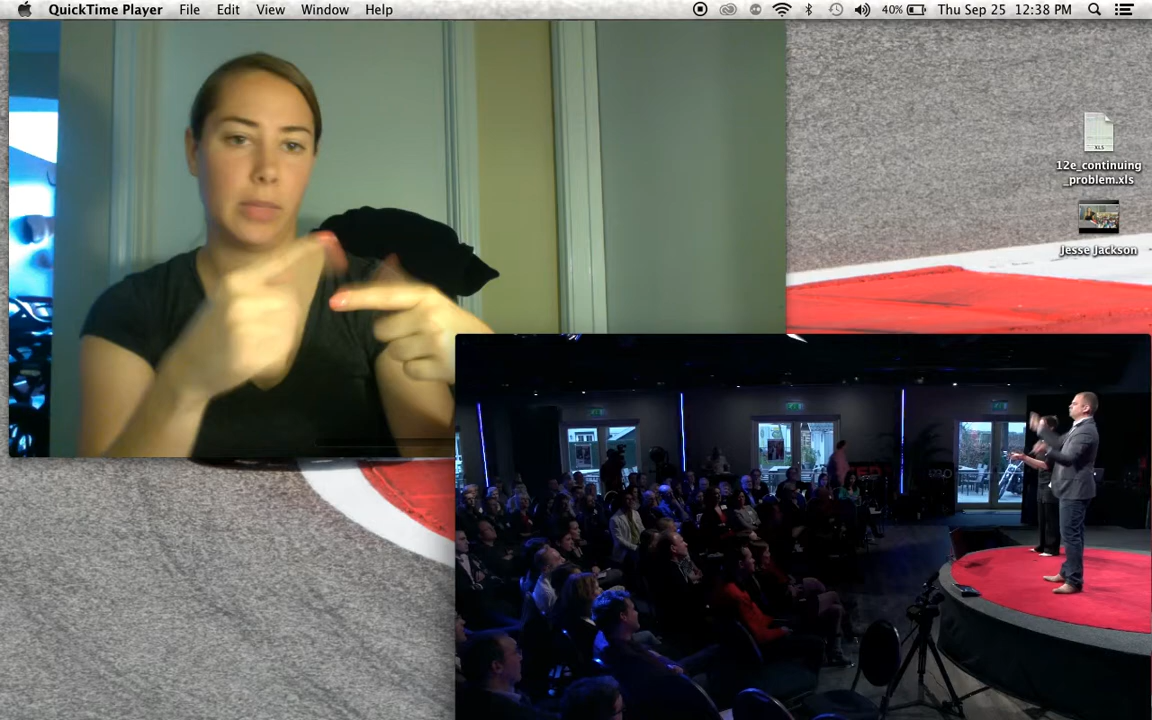 QuickTime Player File Edit View Window Help 40% Thu Sep 25 12:38 PM
XLS
12e_continuing
_problem.xls
Jesse Jackson